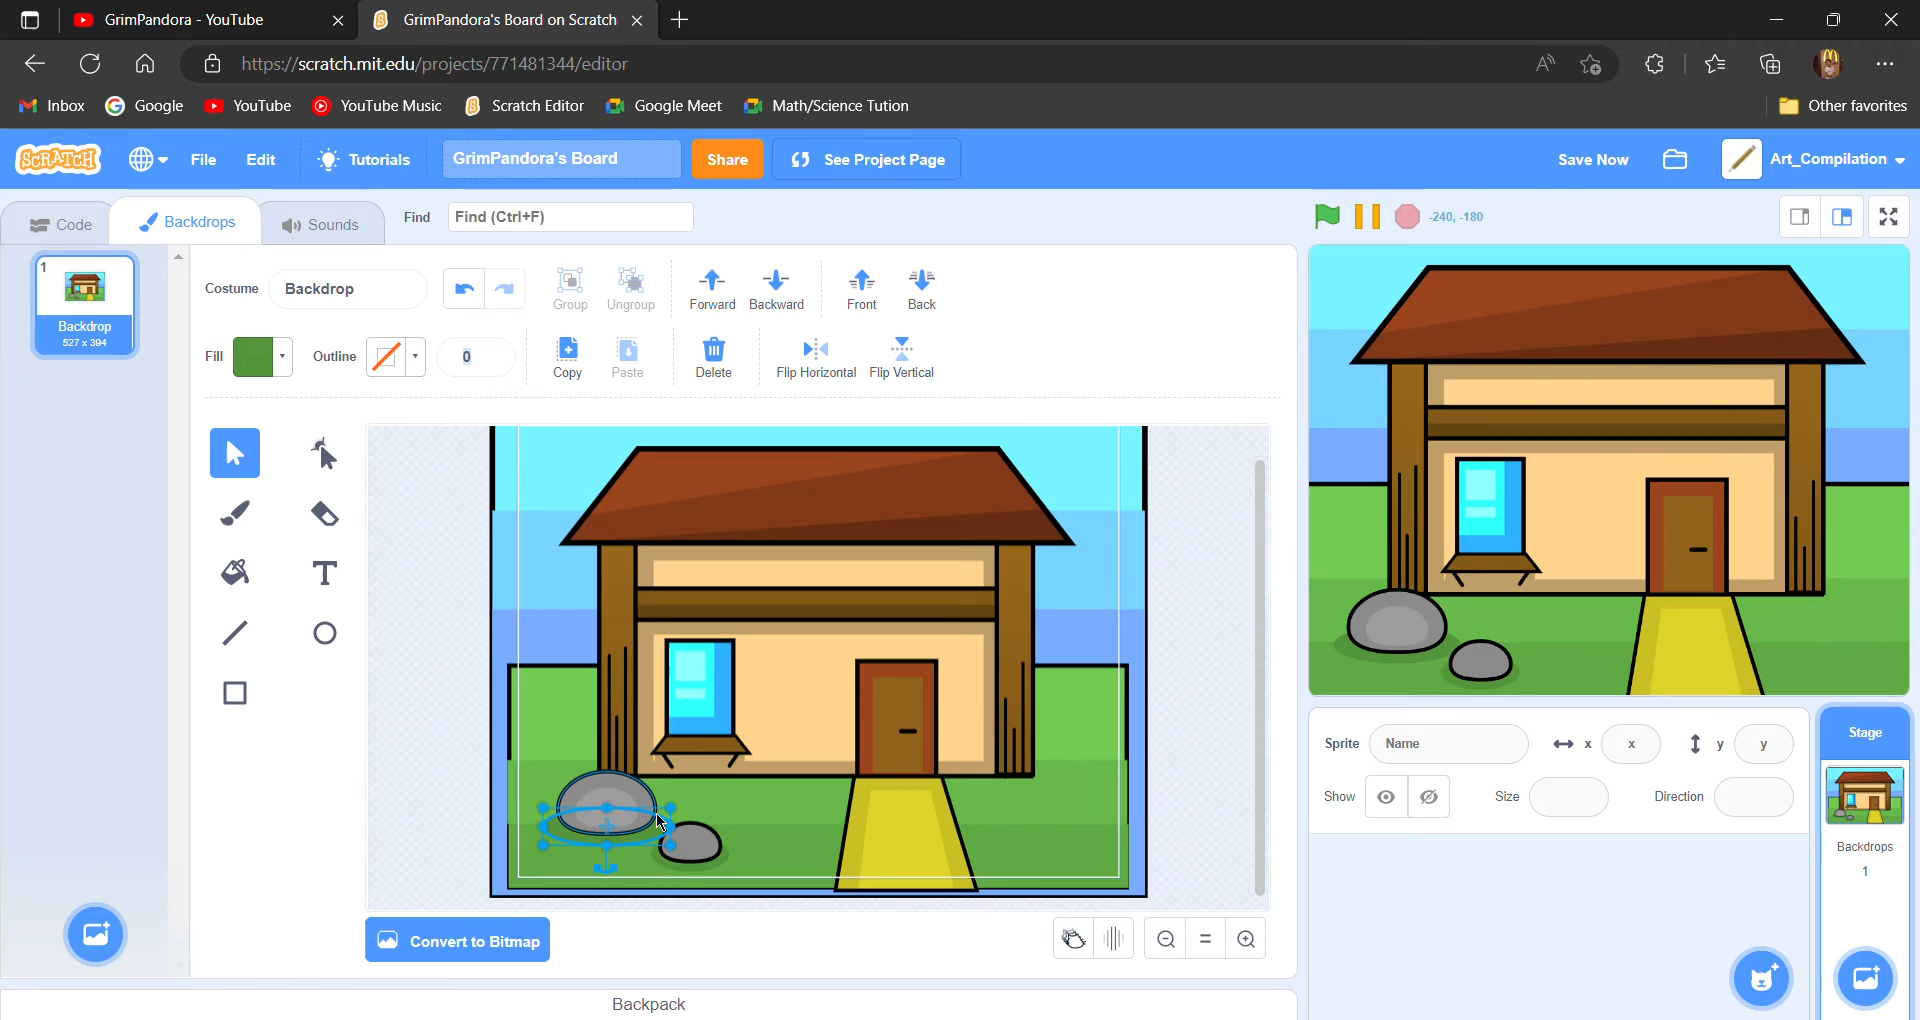 GrimPandora - YouTube
GrimPandora's Board on Scratch
https://scratch.mit.edu/projects/771481344/editor
Inbox Google YouTube YouTube Music Scratch Editor Google Meet Math/Science Tution Other favorites
SCRATCH File Edit Tutorials GrimPandora's Board Share See Project Page Save Now Art_Compilation
Code Backdrops Sounds Find Find (Ctrl+F) -240, -180
1
Backdrop
527 x 394
Costume Backdrop Group Ungroup Forward Backward Front Back
Fill Outline 0 Copy Paste Delete Flip Horizontal Flip Vertical
T
Convert to Bitmap
Backpack
Sprite Name x x y y
Show Size Direction
Stage
Backdrops
1